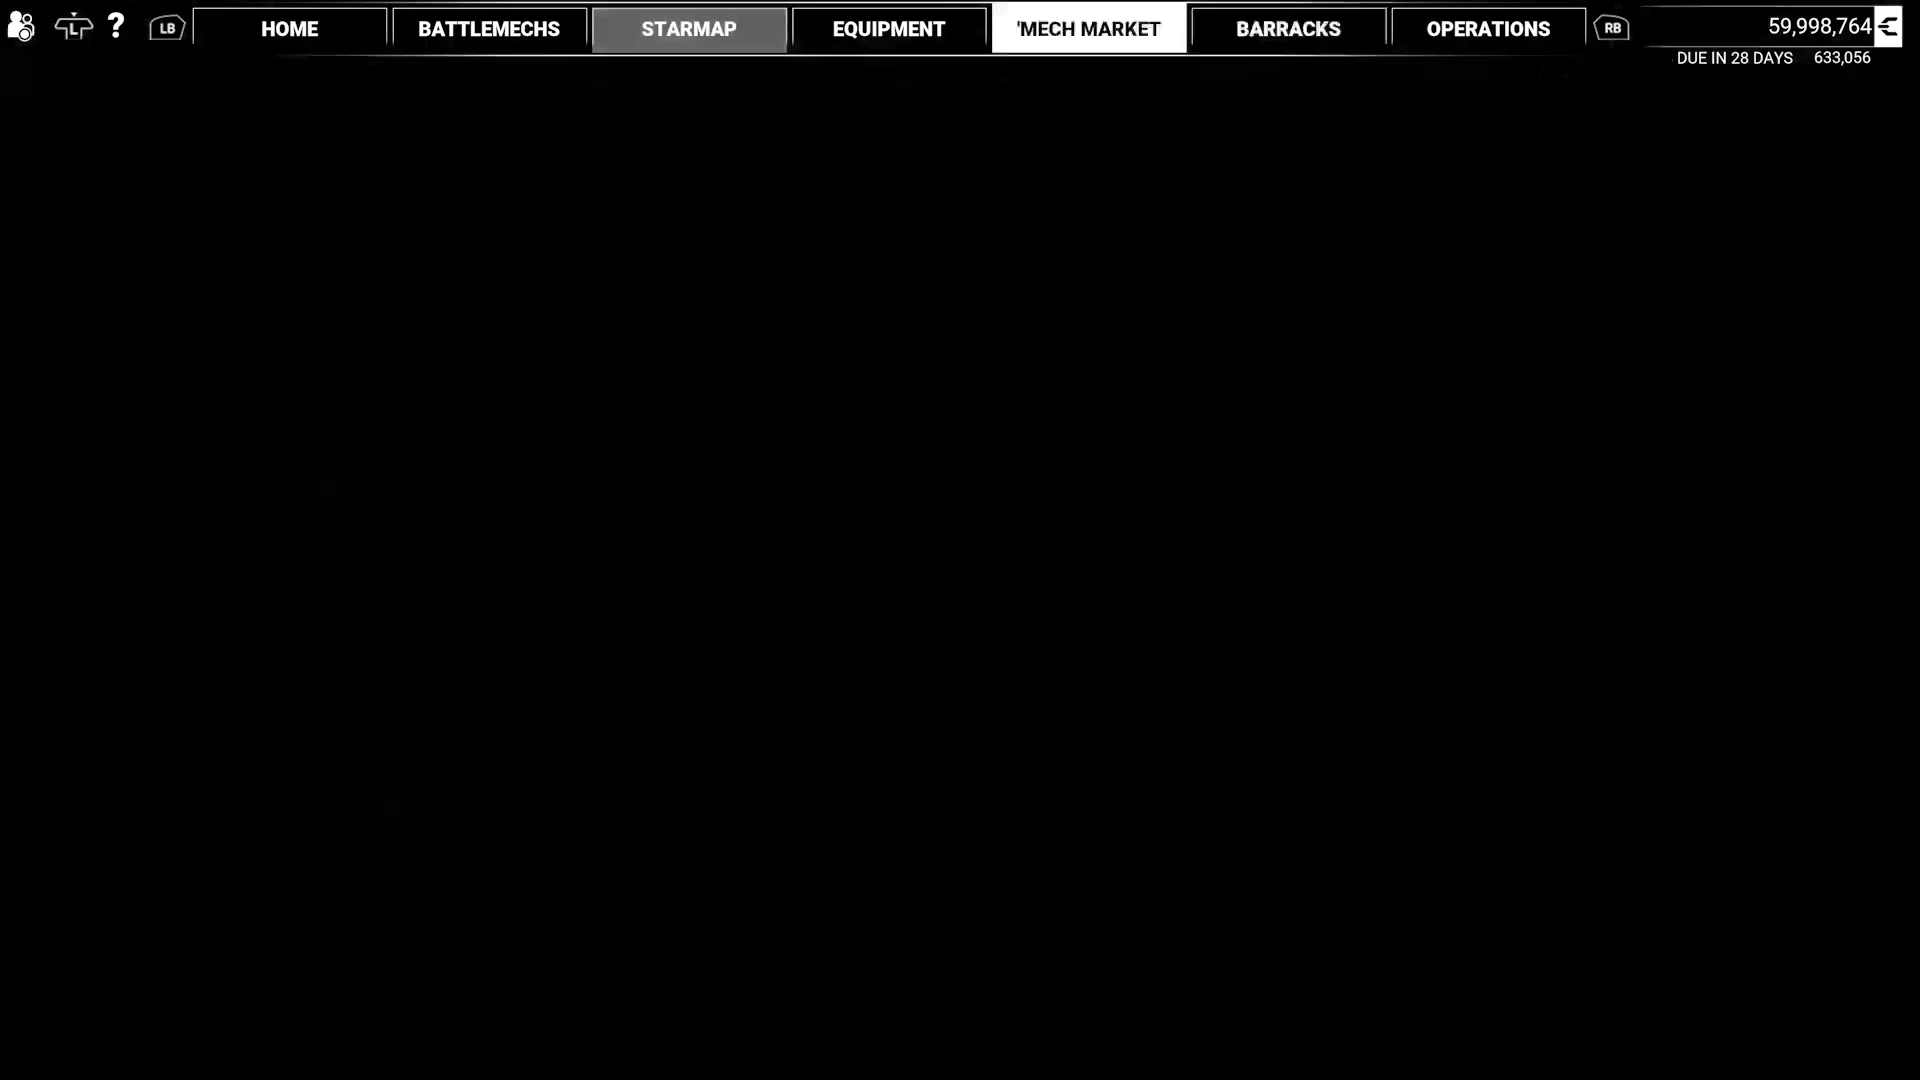 ?
LB
HOME
BATTLEMECHS
STARMAP
EQUIPMENT
'MECH MARKET
BARRACKS
OPERATIONS
RB
59,998,764
L
DUE IN 28 DAYS 633,056